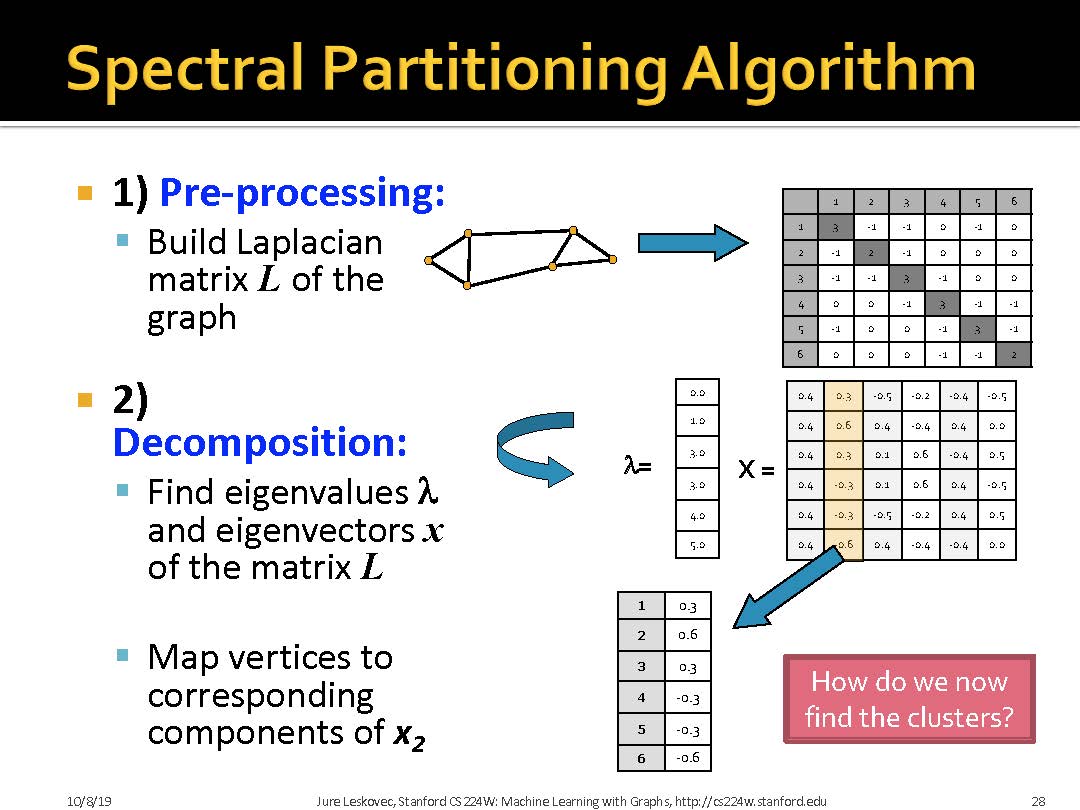 Spectral Partitioning Algorithm
1) Pre-processing:
Build Laplacian
matrix L of the
graph
1 2 3 4 5 6
1 3 -1 -1 0 -1 0
2 -1 2 -1 0 0 0
3 -1 -1 3 -1 0 0
4 0 0 -1 3 -1 -1
5 -1 0 0 -1 3 -1
6 0 0 0 -1 -1 2
2)
Decomposition:
Find eigenvalues λ
and eigenvectors x
of the matrix L
λ=
0.0
1.0
3.0
3.0
4.0
5.0
X =
0.4 0.3 -0.5 -0.2 -0.4 -0.5
0.4 0.6 0.4 -0.4 0.4 0.0
0.4 0.3 0.1 0.6 -0.4 0.5
0.4 -0.3 0.1 0.6 0.4 -0.5
0.4 -0.3 -0.5 -0.2 0.4 0.5
0.4 -0.6 0.4 -0.4 -0.4 0.0
Map vertices to
corresponding
components of x2
1 0.3
2 0.6
3 0.3
4 -0.3
5 -0.3
6 -0.6
How do we now
find the clusters?
10/8/19
Jure Leskovec, Stanford CS224W: Machine Learning with Graphs, http://cs224w.stanford.edu
28